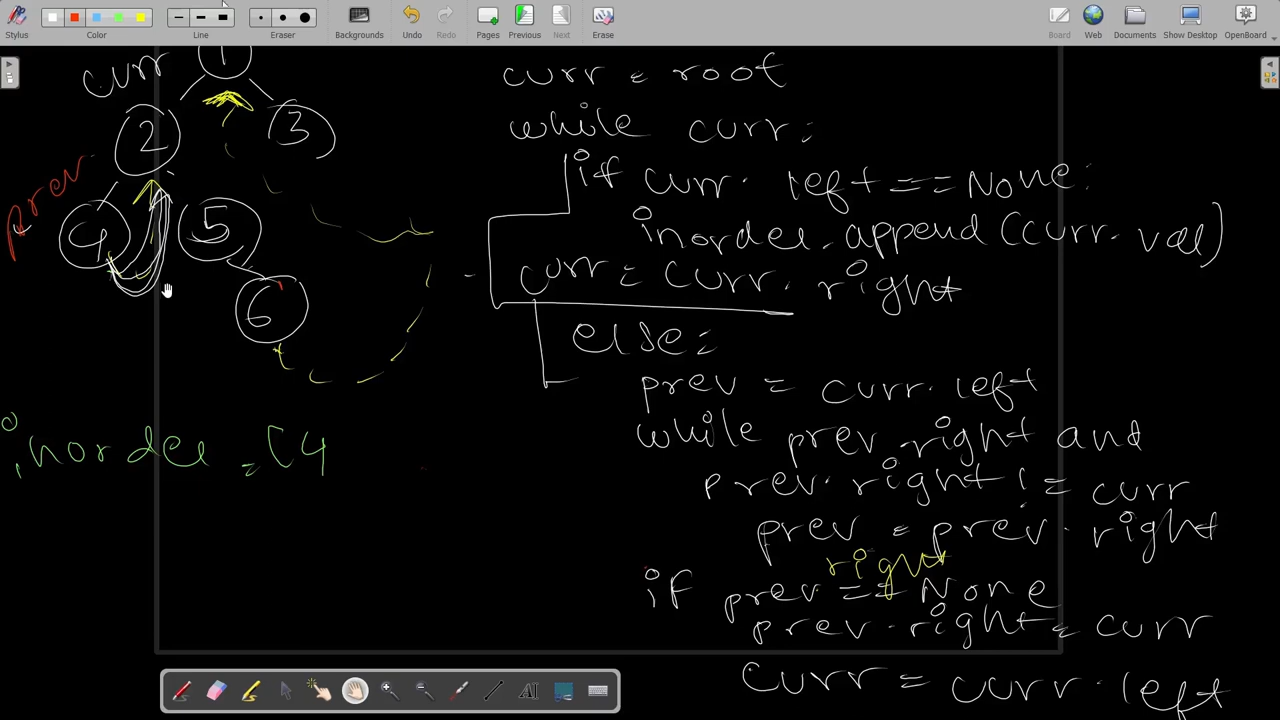 Stylus Color Line Eraser Backgrounds Undo Redo Pages Previous Next Erase Board Web Documents Show Desktop OpenBoard
curr
1
2 3
prev
4 5
6
inorder = [4
curr = root
while curr:
if curr. left == None:
inorder. append (curr. val)
curr = curr. right
else:
prev = curr. left
while prev. right and
prev. right != curr
prev = prev. right
right
if prev == None
prev. right = curr
curr = curr. left